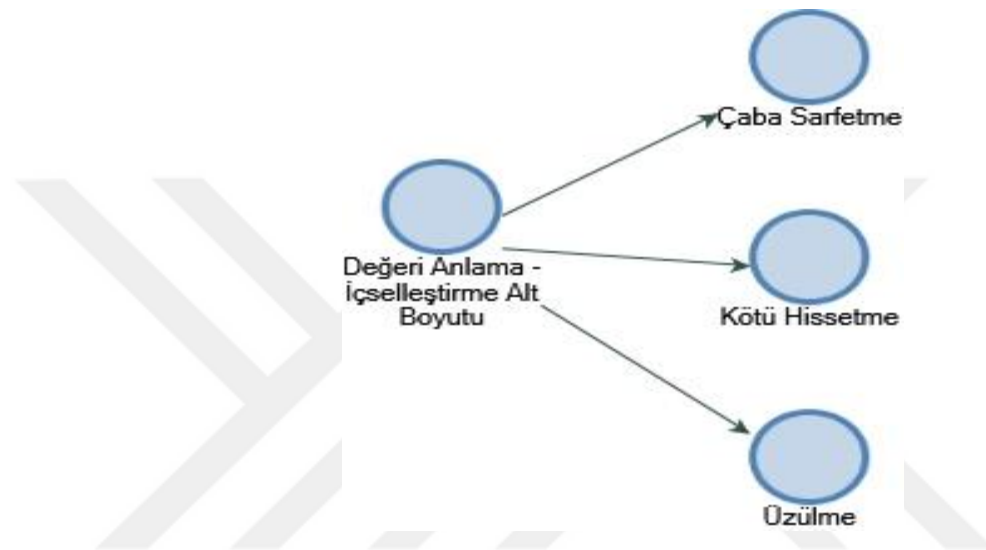 Çaba Sarfetme
Değeri Anlama -
İçselleştirme Alt
Boyutu
Kötü Hissetme
Üzülme